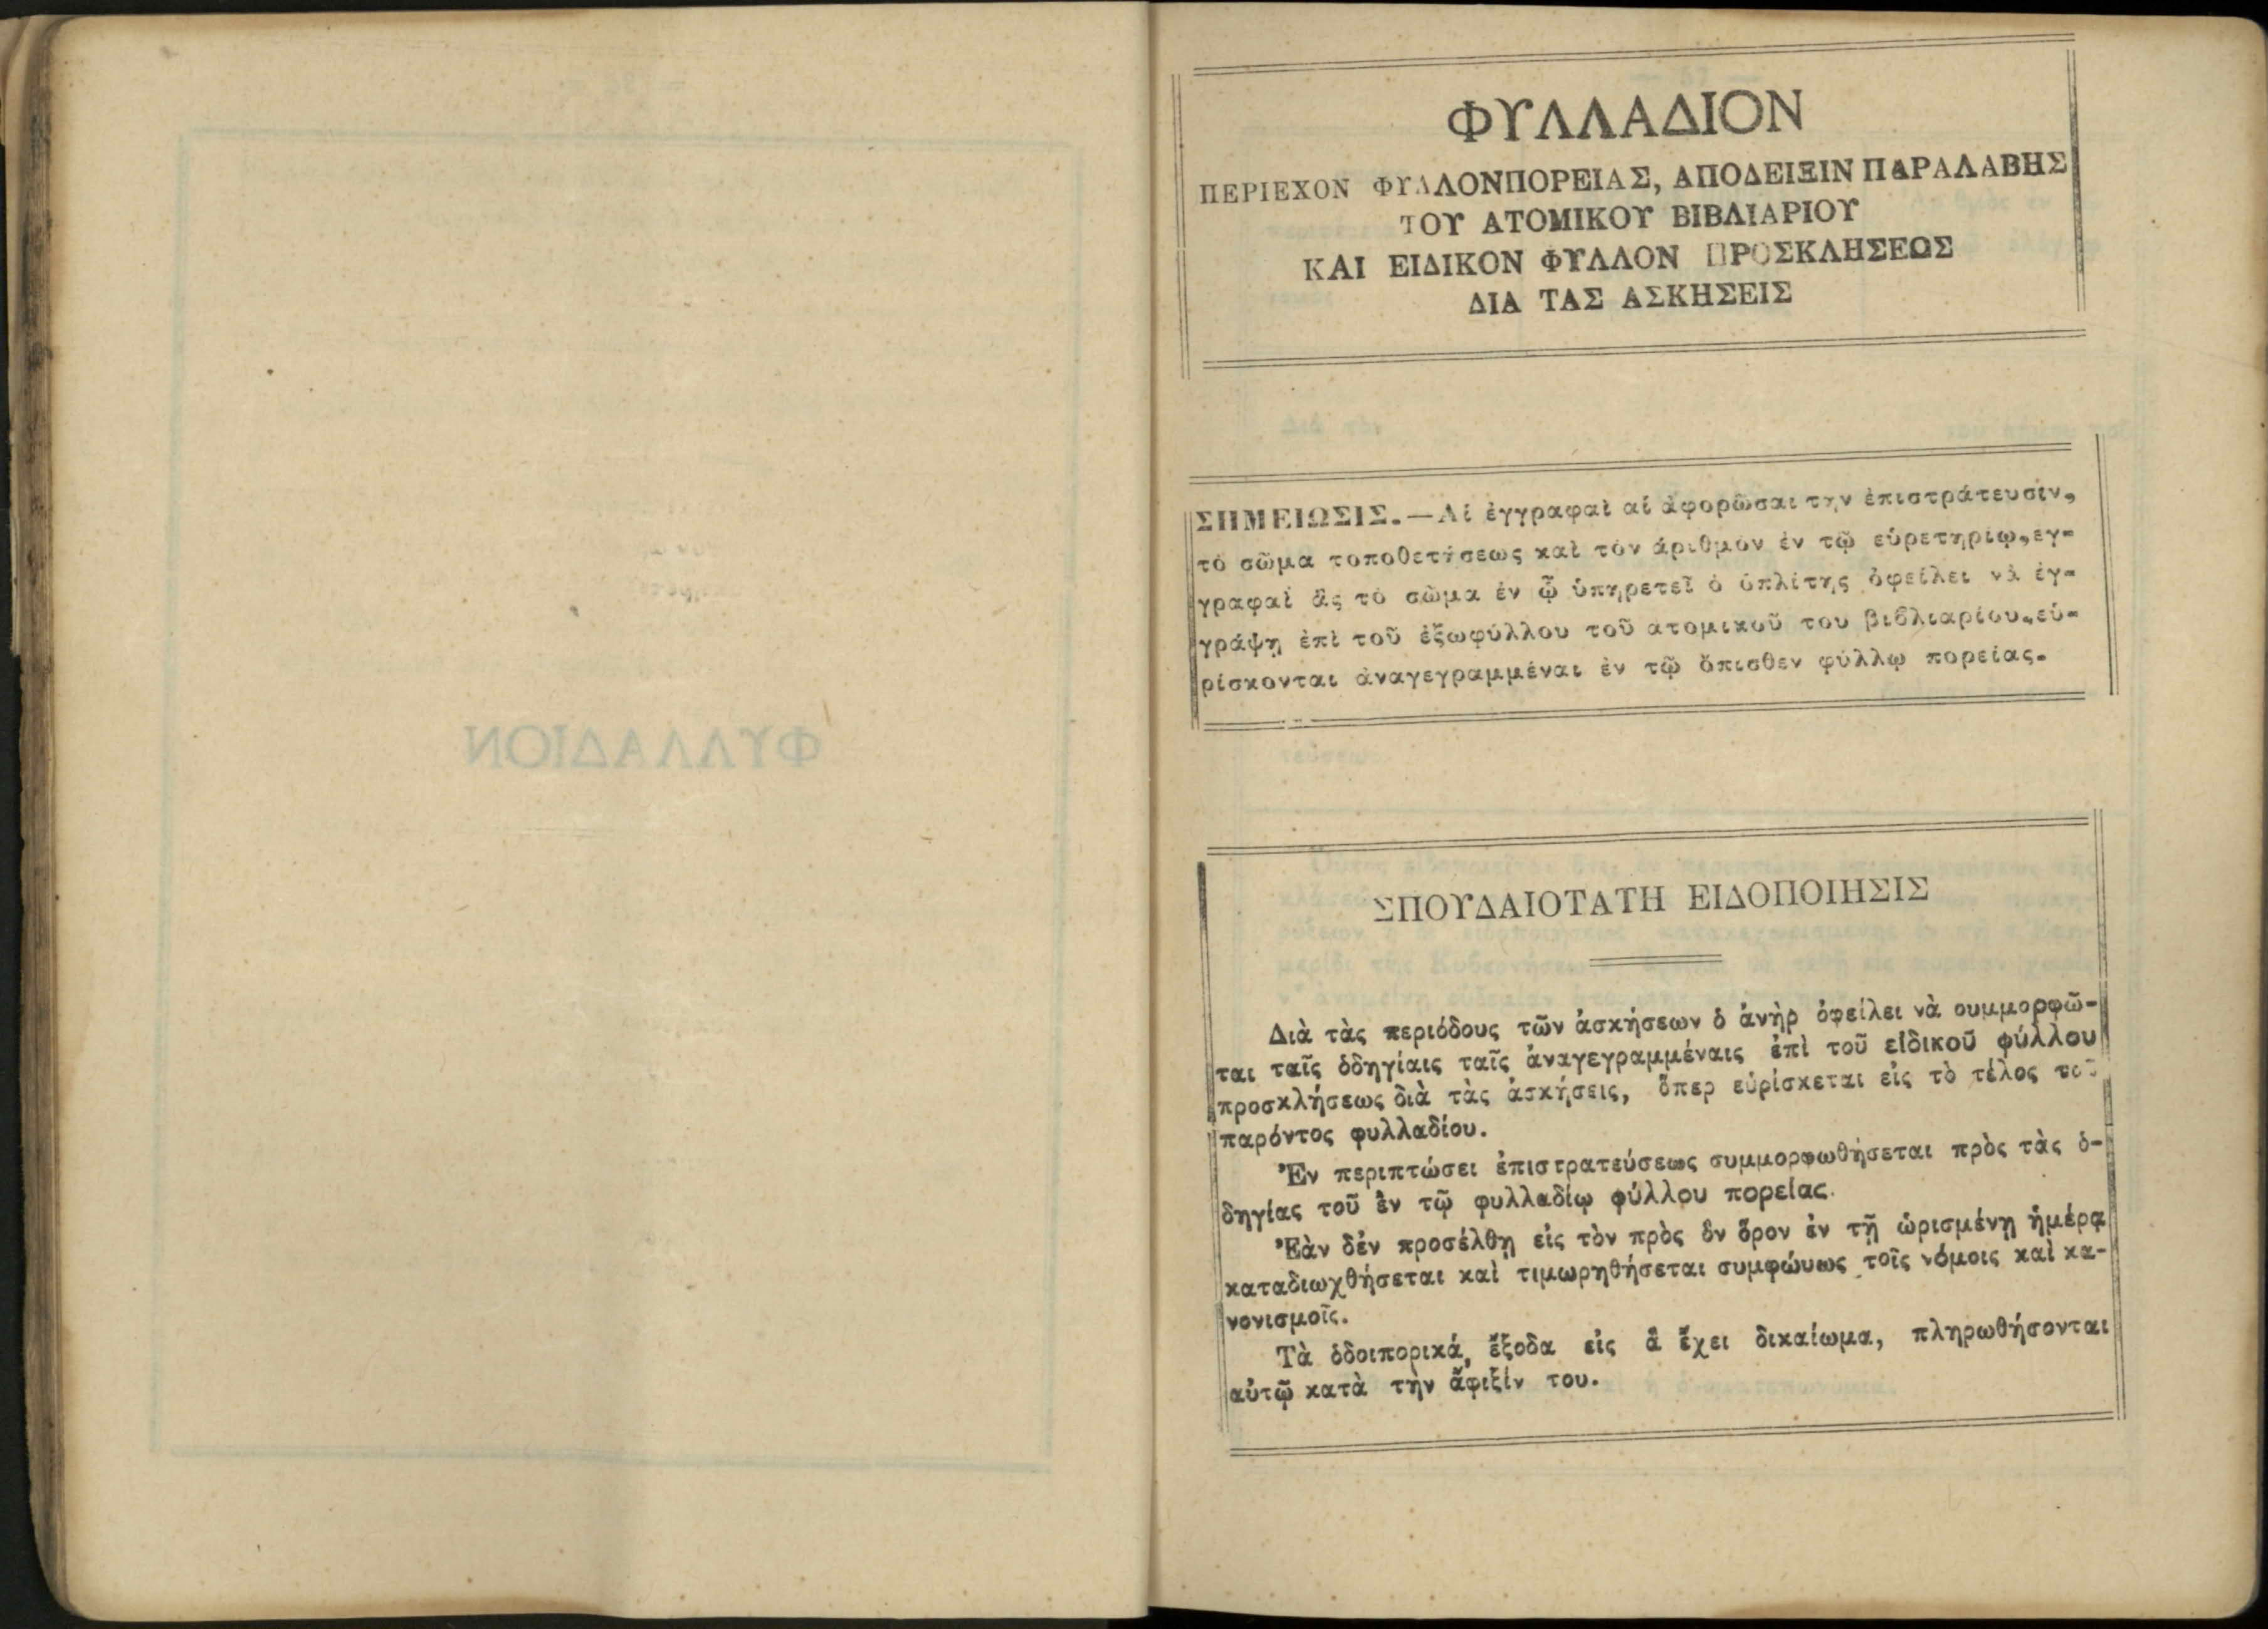 ΦΥΛΛΑΔΙΟΝ
ΠΕΡΙΕΧΟΝ ΦΥΛΛΟΝΠΟΡΕΙΑΣ, ΑΠΟΔΕΙΞΙΝ ΠΑΡΑΛΑΒΗΣ
ΤΟΥ ΑΤΟΜΙΚΟΥ ΒΙΒΛΙΑΡΙΟΥ
ΚΑΙ ΕΙΔΙΚΟΝ ΦΥΛΛΟΝ ΠΡΟΣΚΛΗΣΕΩΣ
ΔΙΑ ΤΑΣ ΑΣΚΗΣΕΙΣ
ΣΗΜΕΙΩΣΙΣ.—Αἱ ἐγγραφαὶ αἱ ἀφορῶσαι την ἐπιστράτευσιν,
τὸ σῶμα τοποθετήσεως καὶ τὸν ἀριθμὸν ἐν τῷ εὑρετηρίῳ, εγ-
γραφαὶ ἃς τὸ σῶμα ἐν ᾧ ὑπηρετεῖ ὁ ὁπλίτης ὀφείλει νὰ ἐγ-
γράψῃ ἐπὶ τοῦ ἐξωφύλλου τοῦ ατομικοῦ του βιβλιαρίου, εὑ-
ρίσκονται ἀναγεγραμμέναι ἐν τῷ ὄπισθεν φύλλῳ πορείας.
ΣΠΟΥΔΑΙΟΤΑΤΗ ΕΙΔΟΠΟΙΗΣΙΣ
Διὰ τὰς περιόδους τῶν ἀσκήσεων ὁ ἀνὴρ ὀφείλει νὰ συμμορφῶ-
ται ταῖς ὁδηγίαις ταῖς ἀναγεγραμμέναις ἐπὶ τοῦ εἰδικοῦ φύλλου
προσκλήσεως διὰ τὰς ἀσκήσεις, ὅπερ εὑρίσκεται εἰς τὸ τέλος τοῦ
παρόντος φυλλαδίου.
Ἐν περιπτώσει ἐπιστρατεύσεως συμμορφωθήσεται πρὸς τὰς ὁ-
δηγίας τοῦ ἐν τῷ φυλλαδίῳ φύλλου πορείας.
Ἐὰν δὲν προσέλθῃ εἰς τὸν πρὸς ὃν ὅρον ἐν τῇ ὡρισμένῃ ἡμέρᾳ
καταδιωχθήσεται καὶ τιμωρηθήσεται συμφώυως τοῖς νόμοις καὶ κα-
νονισμοῖς.
Τὰ ὁδοιπορικά, ἔξοδα εἰς ἃ ἔχει δικαίωμα, πληρωθήσονται
αὐτῷ κατὰ τὴν ἄφιξίν του.